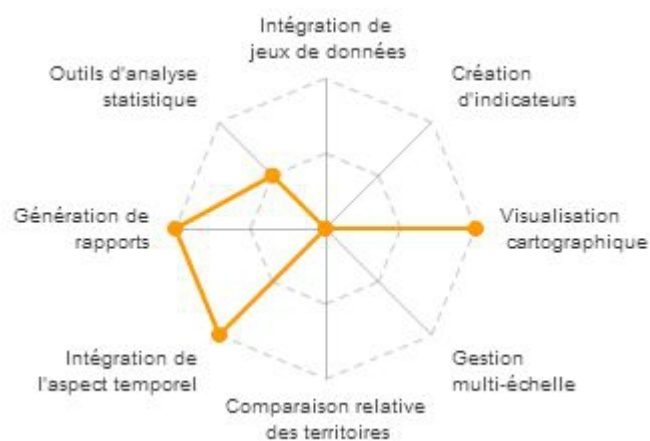 Intégration de
jeux de données
Création
d'indicateurs
Visualisation
cartographique
Gestion
multi-échelle
Comparaison relative
des territoires
Intégration de
l'aspect temporel
Génération de
rapports
Outils d'analyse
statistique